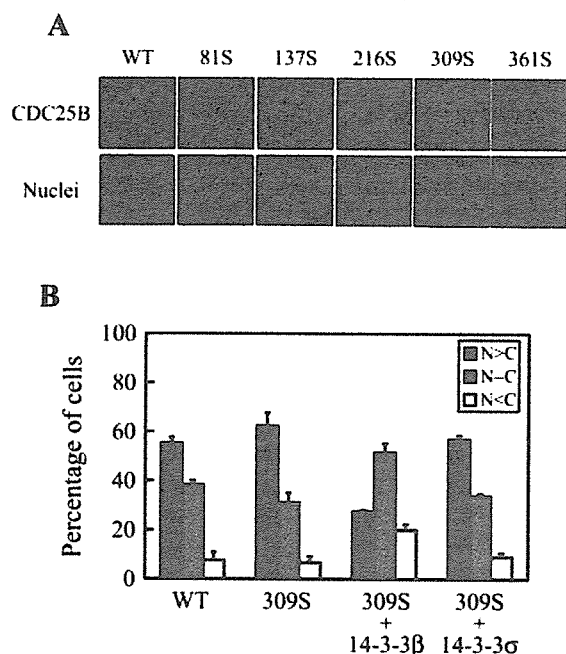 A
WT 81S 137S 216S 309S 361S
CDC25B
Nuclei
B
100
80
60
40
20
0
Percentage of cells
N>C
N=C
N<C
WT 309S 309S 309S
+ +
14-3-3β 14-3-3σ